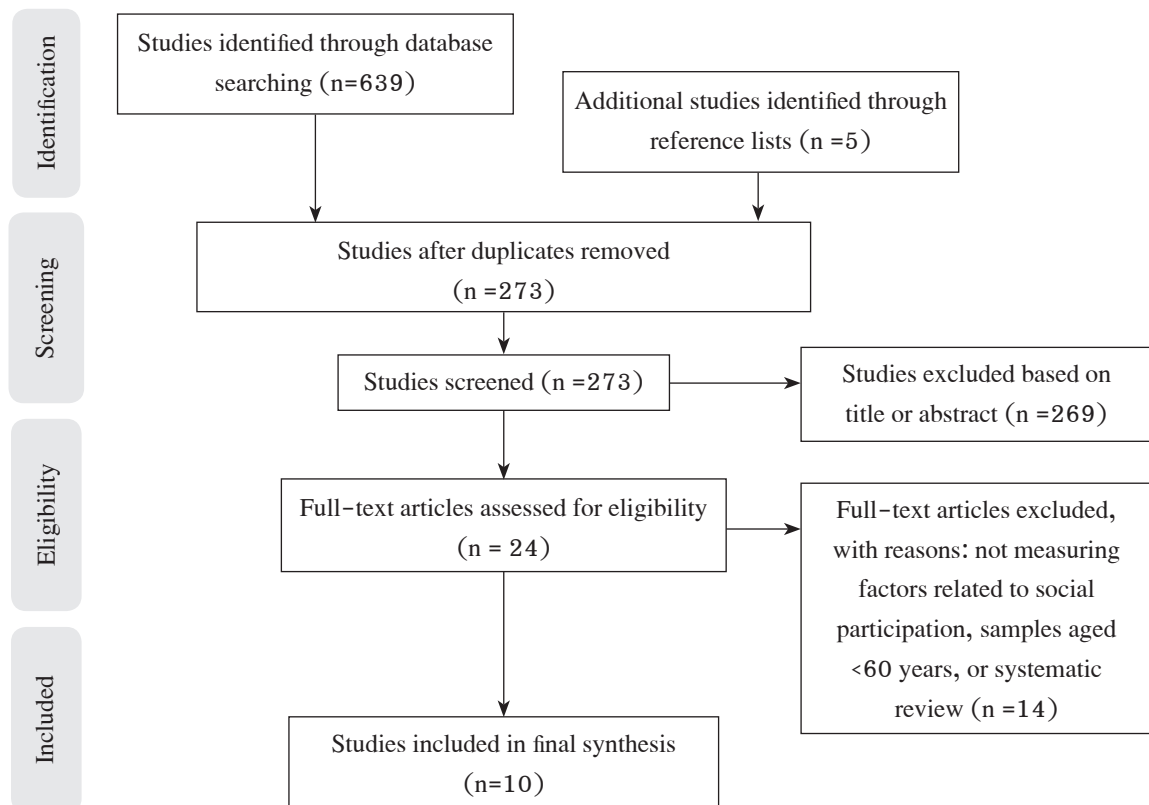 Identification
Studies identified through database
searching (n=639)
Additional studies identified through
reference lists (n =5)
Screening
Studies after duplicates removed
(n =273)
Studies screened (n =273)
Studies excluded based on
title or abstract (n =269)
Eligibility
Full-text articles assessed for eligibility
(n = 24)
Full-text articles excluded,
with reasons: not measuring
factors related to social
participation, samples aged
<60 years, or systematic
review (n =14)
Included
Studies included in final synthesis
(n=10)